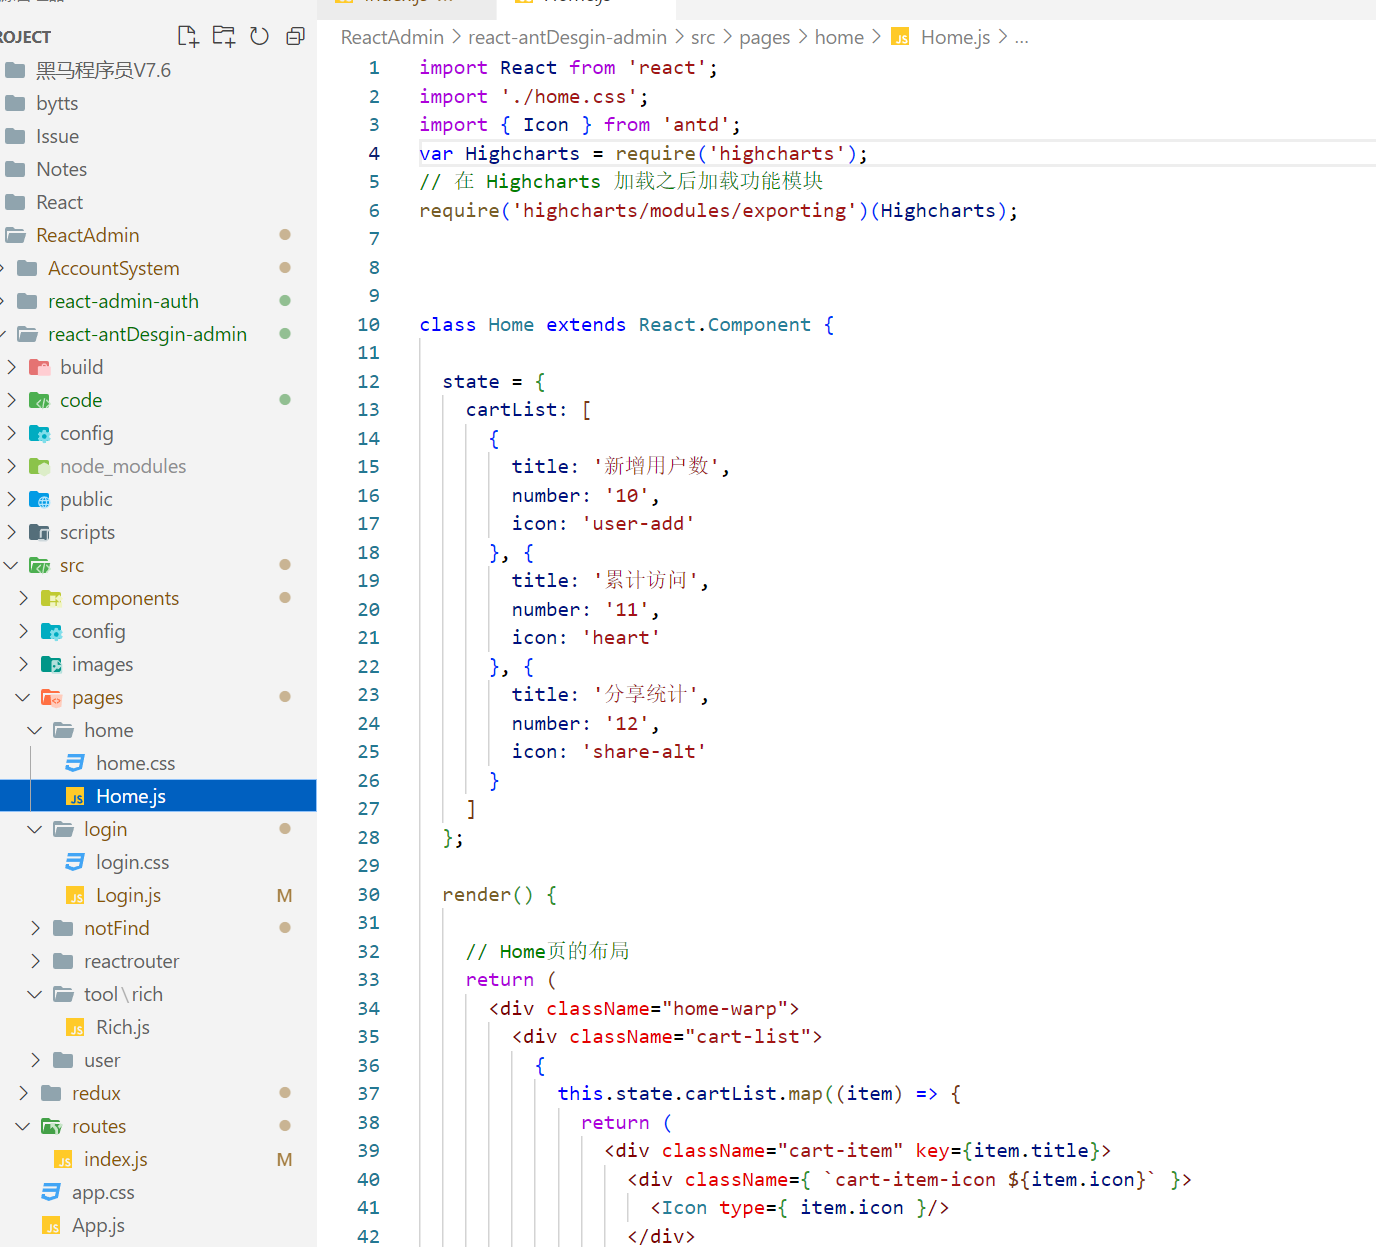 index.js
Home.js
ROJECT
黑马程序员V7.6
bytts
Issue
Notes
React
ReactAdmin
AccountSystem
react-admin-auth
react-antDesgin-admin
build
code
config
node_modules
public
scripts
src
components
config
images
pages
home
home.css
Home.js
login
login.css
Login.js M
notFind
reactrouter
tool\rich
Rich.js
user
redux
routes
index.js M
app.css
App.js
ReactAdmin > react-antDesgin-admin > src > pages > home > JS Home.js > ...
1 import React from 'react';
2 import './home.css';
3 import { Icon } from 'antd';
4 var Highcharts = require('highcharts');
5 // 在 Highcharts 加载之后加载功能模块
6 require('highcharts/modules/exporting')(Highcharts);
7
8
9
10 class Home extends React.Component {
11
12 state = {
13 cartList: [
14 {
15 title: '新增用户数',
16 number: '10',
17 icon: 'user-add'
18 }, {
19 title: '累计访问',
20 number: '11',
21 icon: 'heart'
22 }, {
23 title: '分享统计',
24 number: '12',
25 icon: 'share-alt'
26 }
27 ]
28 };
29
30 render() {
31
32 // Home页的布局
33 return (
34 <div className="home-warp">
35 <div className="cart-list">
36 {
37 this.state.cartList.map((item) => {
38 return (
39 <div className="cart-item" key={item.title}>
40 <div className={ `cart-item-icon ${item.icon}` }>
41 <Icon type={ item.icon }/>
42 </div>